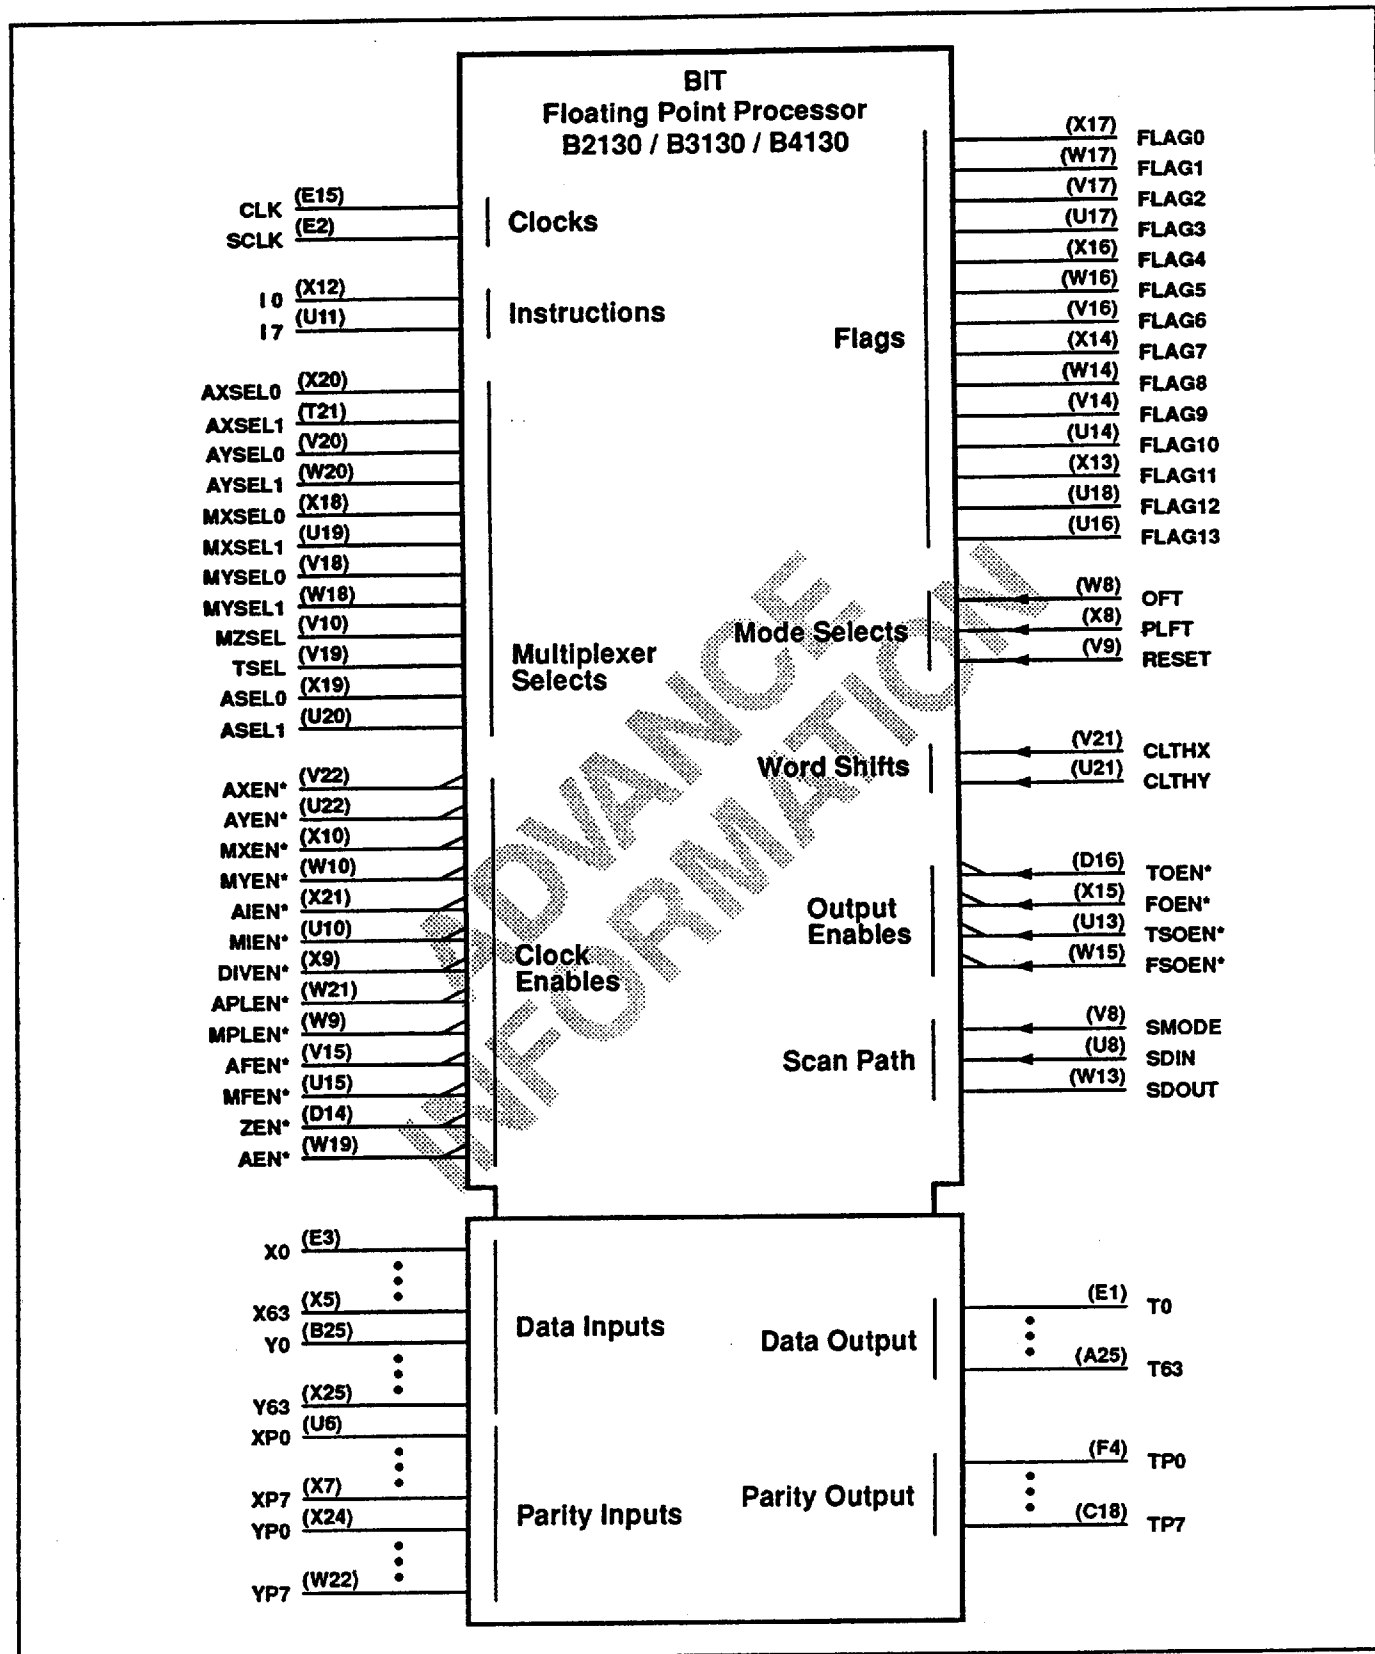 BIT
Floating Point Processor
B2130 / B3130 / B4130
CLK (E15)
SCLK (E2)
Clocks
I0 (X12)
I7 (U11)
Instructions
AXSEL0 (X20)
AXSEL1 (T21)
AYSEL0 (V20)
AYSEL1 (W20)
MXSEL0 (X18)
MXSEL1 (U19)
MYSEL0 (V18)
MYSEL1 (W18)
MZSEL (V10)
TSEL (V19)
ASEL0 (X19)
ASEL1 (U20)
Multiplexer
Selects
AXEN* (V22)
AYEN* (U22)
MXEN* (X10)
MYEN* (W10)
AIEN* (X21)
MIEN* (U10)
DIVEN* (X9)
APLEN* (W21)
MPLEN* (W9)
AFEN* (V15)
MFEN* (U15)
ZEN* (D14)
AEN* (W19)
Clock
Enables
(X17) FLAG0
(W17) FLAG1
(V17) FLAG2
(U17) FLAG3
(X16) FLAG4
(W16) FLAG5
(V16) FLAG6
(X14) FLAG7
(W14) FLAG8
(V14) FLAG9
(U14) FLAG10
(X13) FLAG11
(U18) FLAG12
(U16) FLAG13
Flags
(W8) OFT
(X8) PLFT
(V9) RESET
Mode Selects
(V21) CLTHX
(U21) CLTHY
Word Shifts
(D16) TOEN*
(X15) FOEN*
(U13) TSOEN*
(W15) FSOEN*
Output
Enables
(V8) SMODE
(U8) SDIN
(W13) SDOUT
Scan Path
ADVANCE
INFORMATION
X0 (E3)
X63 (X5)
Y0 (B25)
Y63 (X25)
Data Inputs
XP0 (U6)
XP7 (X7)
YP0 (X24)
YP7 (W22)
Parity Inputs
(E1) T0
(A25) T63
Data Output
(F4) TP0
(C18) TP7
Parity Output